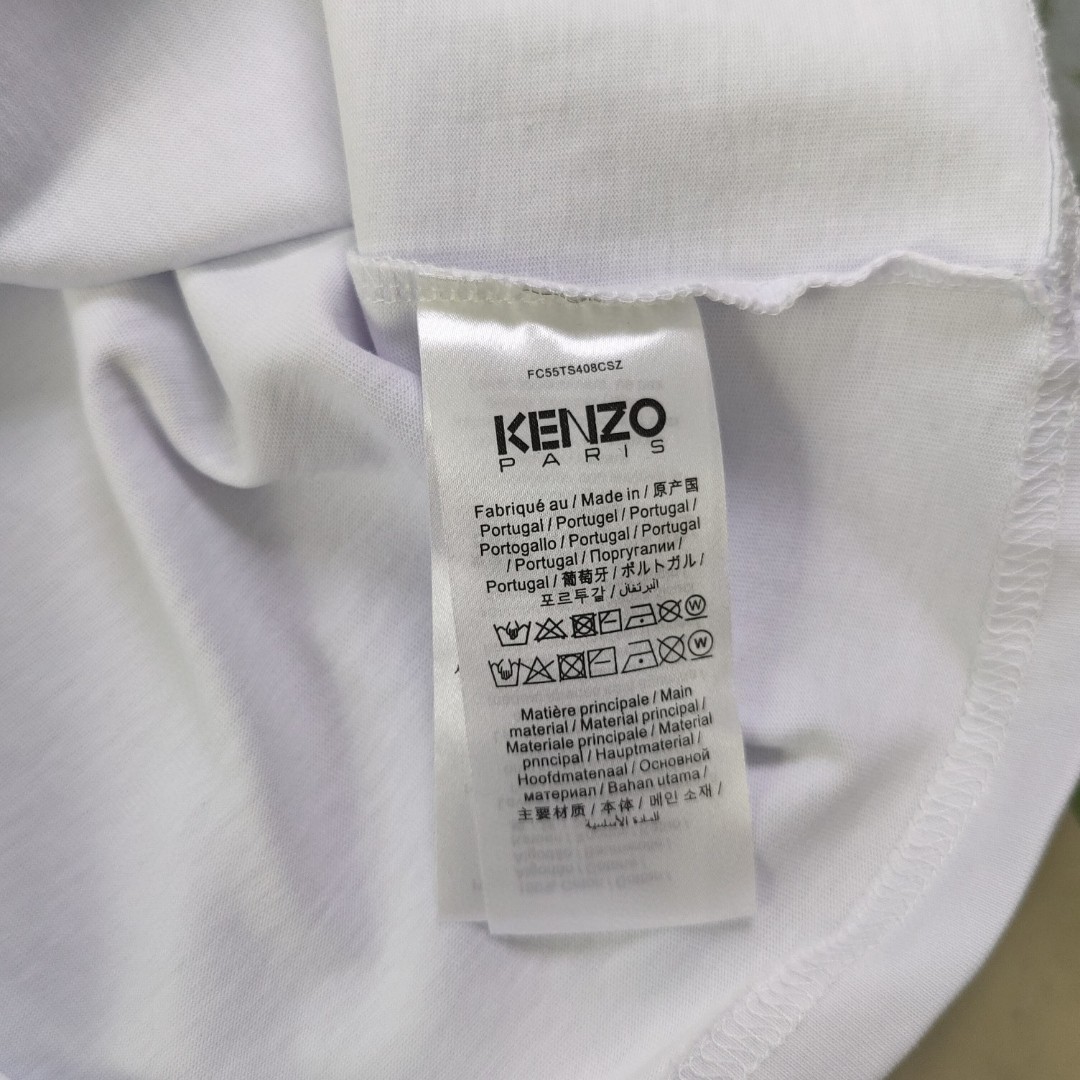 FC55TS408CSZ
KENZO
PARIS
Fabriqué au / Made in / 原产国
Portugal / Portugel / Portugal /
Portogallo / Portugal / Portugal
/ Portugal / Португалии /
Portugal / 葡萄牙 / ポルトガル /
포르투갈 / البرتغال
W
W
Matière principale / Main
material / Material principal /
Materiale principale / Material
pnncipal / Hauptmaterial /
Hoofdmatenaal / Основной
материал / Bahan utama /
主要材质 / 本体 / 메인 소재 /
المادة الأساسية